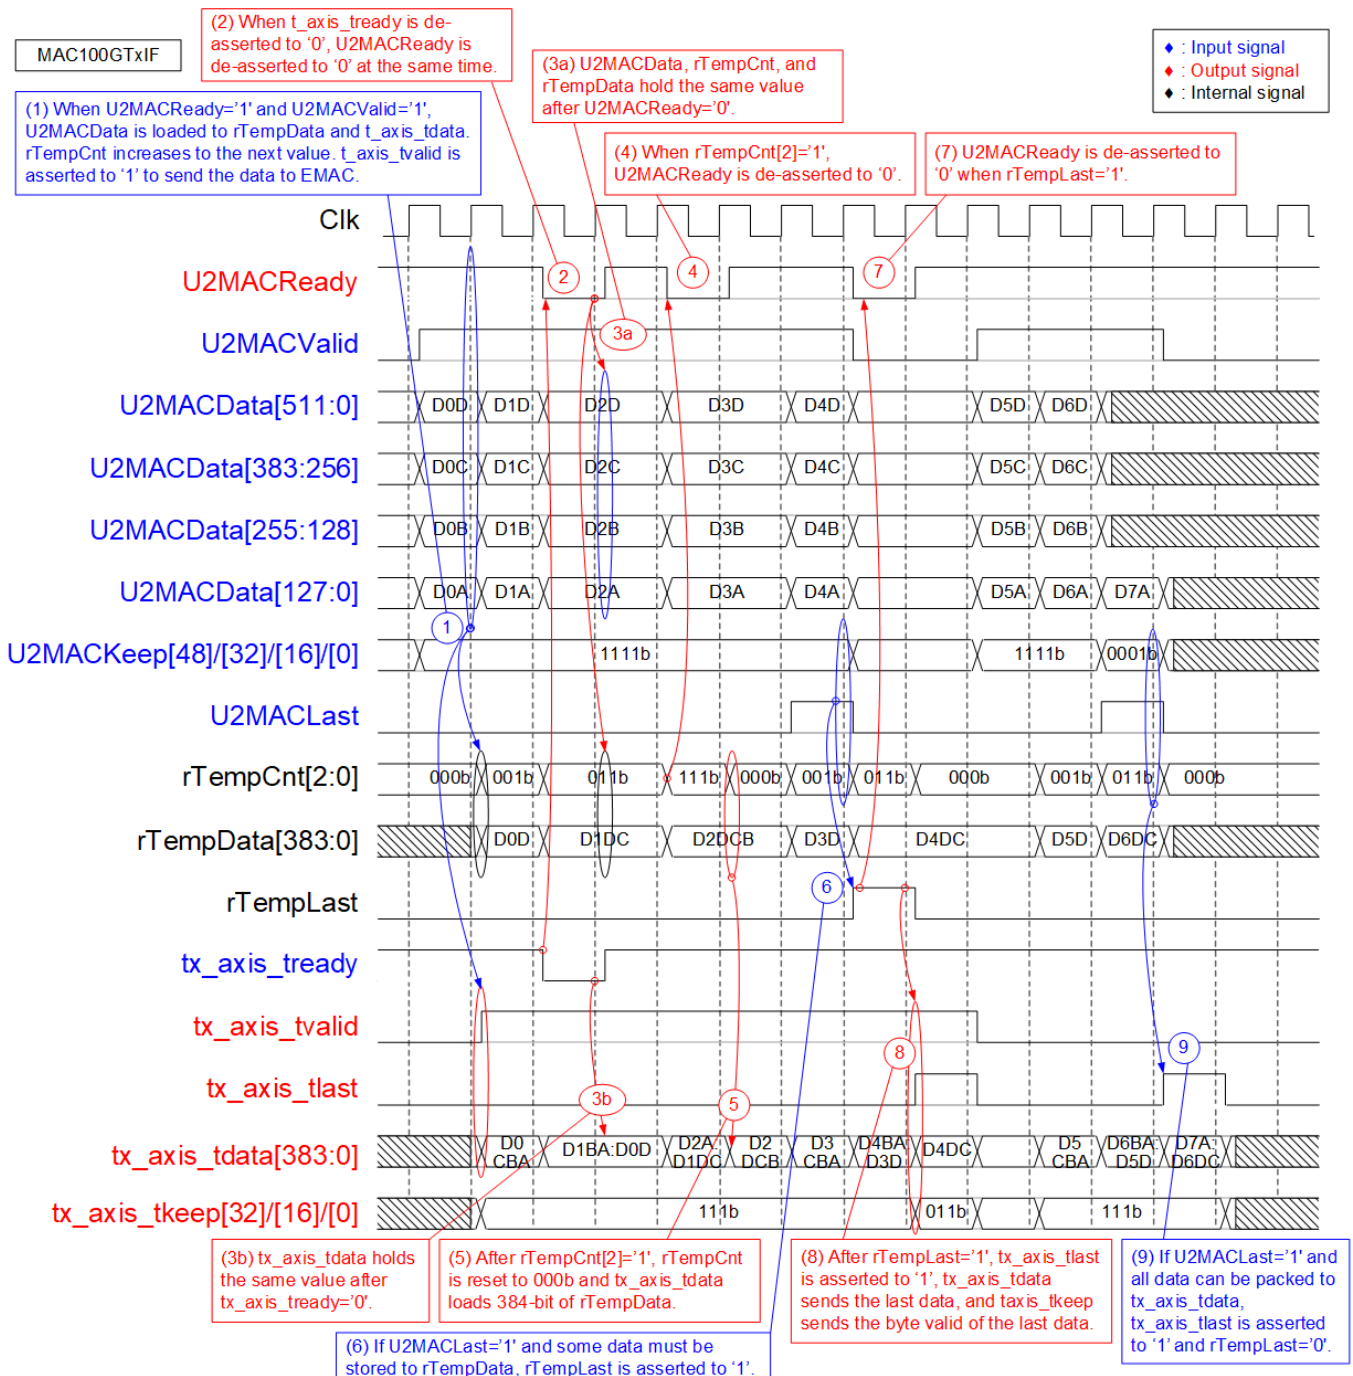 MAC100GTxIF
(2) When t_axis_tready is de-
asserted to ‘0’, U2MACReady is
de-asserted to ‘0’ at the same time.
(3a) U2MACData, rTempCnt, and
rTempData hold the same value
after U2MACReady=’0’.
♦ : Input signal
♦ : Output signal
♦ : Internal signal
(1) When U2MACReady=’1’ and U2MACValid=’1’,
U2MACData is loaded to rTempData and t_axis_tdata.
rTempCnt increases to the next value. t_axis_tvalid is
asserted to ‘1’ to send the data to EMAC.
(4) When rTempCnt[2]=’1’,
U2MACReady is de-asserted to ‘0’.
(7) U2MACReady is de-asserted to
‘0’ when rTempLast=’1’.
Clk
U2MACReady
2
4
7
U2MACValid
3a
U2MACData[511:0]
D0D D1D D2D D3D D4D D5D D6D
U2MACData[383:256]
D0C D1C D2C D3C D4C D5C D6C
U2MACData[255:128]
D0B D1B D2B D3B D4B D5B D6B
U2MACData[127:0]
D0A D1A D2A D3A D4A D5A D6A D7A
1
U2MACKeep[48]/[32]/[16]/[0]
1111b 1111b 0001b
U2MACLast
rTempCnt[2:0]
000b 001b 011b 111b 000b 001b 011b 000b 001b 011b 000b
rTempData[383:0]
D0D D1DC D2DCB D3D D4DC D5D D6DC
rTempLast
6
tx_axis_tready
tx_axis_tvalid
8
9
tx_axis_tlast
3b
5
tx_axis_tdata[383:0]
D0 CBA D1BA:D0D D2A: D1DC D2 DCB D3 CBA D4BA: D3D D4DC D5 CBA D6BA: D5D D7A: D6DC
tx_axis_tkeep[32]/[16]/[0]
111b 011b 111b
(3b) tx_axis_tdata holds
the same value after
tx_axis_tready=’0’.
(5) After rTempCnt[2]=’1’, rTempCnt
is reset to 000b and tx_axis_tdata
loads 384-bit of rTempData.
(8) After rTempLast=’1’, tx_axis_tlast
is asserted to ‘1’, tx_axis_tdata
sends the last data, and taxis_tkeep
sends the byte valid of the last data.
(9) If U2MACLast=’1’ and
all data can be packed to
tx_axis_tdata,
tx_axis_tlast is asserted
to ‘1’ and rTempLast=’0’.
(6) If U2MACLast=’1’ and some data must be
stored to rTempData, rTempLast is asserted to ‘1’.